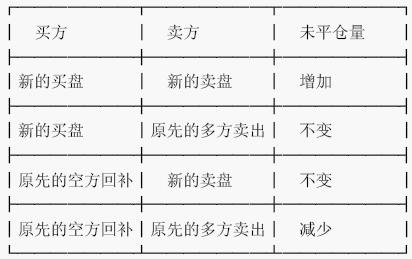 买方 卖方 未平仓量
新的买盘 新的卖盘 增加
新的买盘 原先的多方卖出 不变
原先的空方回补 新的卖盘 不变
原先的空方回补 原先的多方卖出 减少